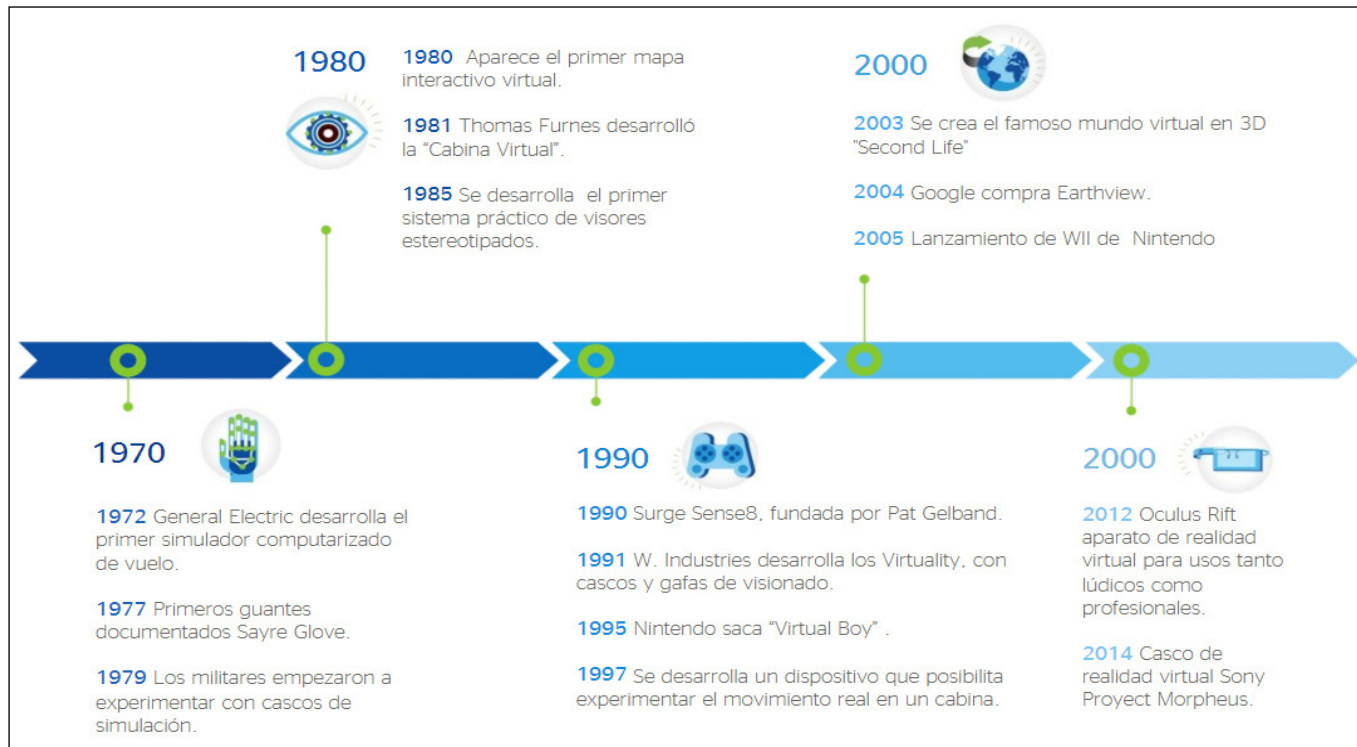 1970
1972 General Electric desarrolla el
primer simulador computarizado
de vuelo.
1977 Primeros guantes
documentados Sayre Glove.
1979 Los militares empezaron a
experimentar con cascos de
simulación.
1980
1980 Aparece el primer mapa
interactivo virtual.
1981 Thomas Furnes desarrolló
la “Cabina Virtual”.
1985 Se desarrolla el primer
sistema práctico de visores
estereotipados.
1990
1990 Surge Sense8, fundada por Pat Gelband.
1991 W. Industries desarrolla los Virtuality, con
cascos y gafas de visionado.
1995 Nintendo saca “Virtual Boy” .
1997 Se desarrolla un dispositivo que posibilita
experimentar el movimiento real en un cabina.
2000
2003 Se crea el famoso mundo virtual en 3D
"Second Life"
2004 Google compra Earthview.
2005 Lanzamiento de WII de Nintendo
2000
2012 Oculus Rift
aparato de realidad
virtual para usos tanto
lúdicos como
profesionales.
2014 Casco de
realidad virtual Sony
Proyect Morpheus.